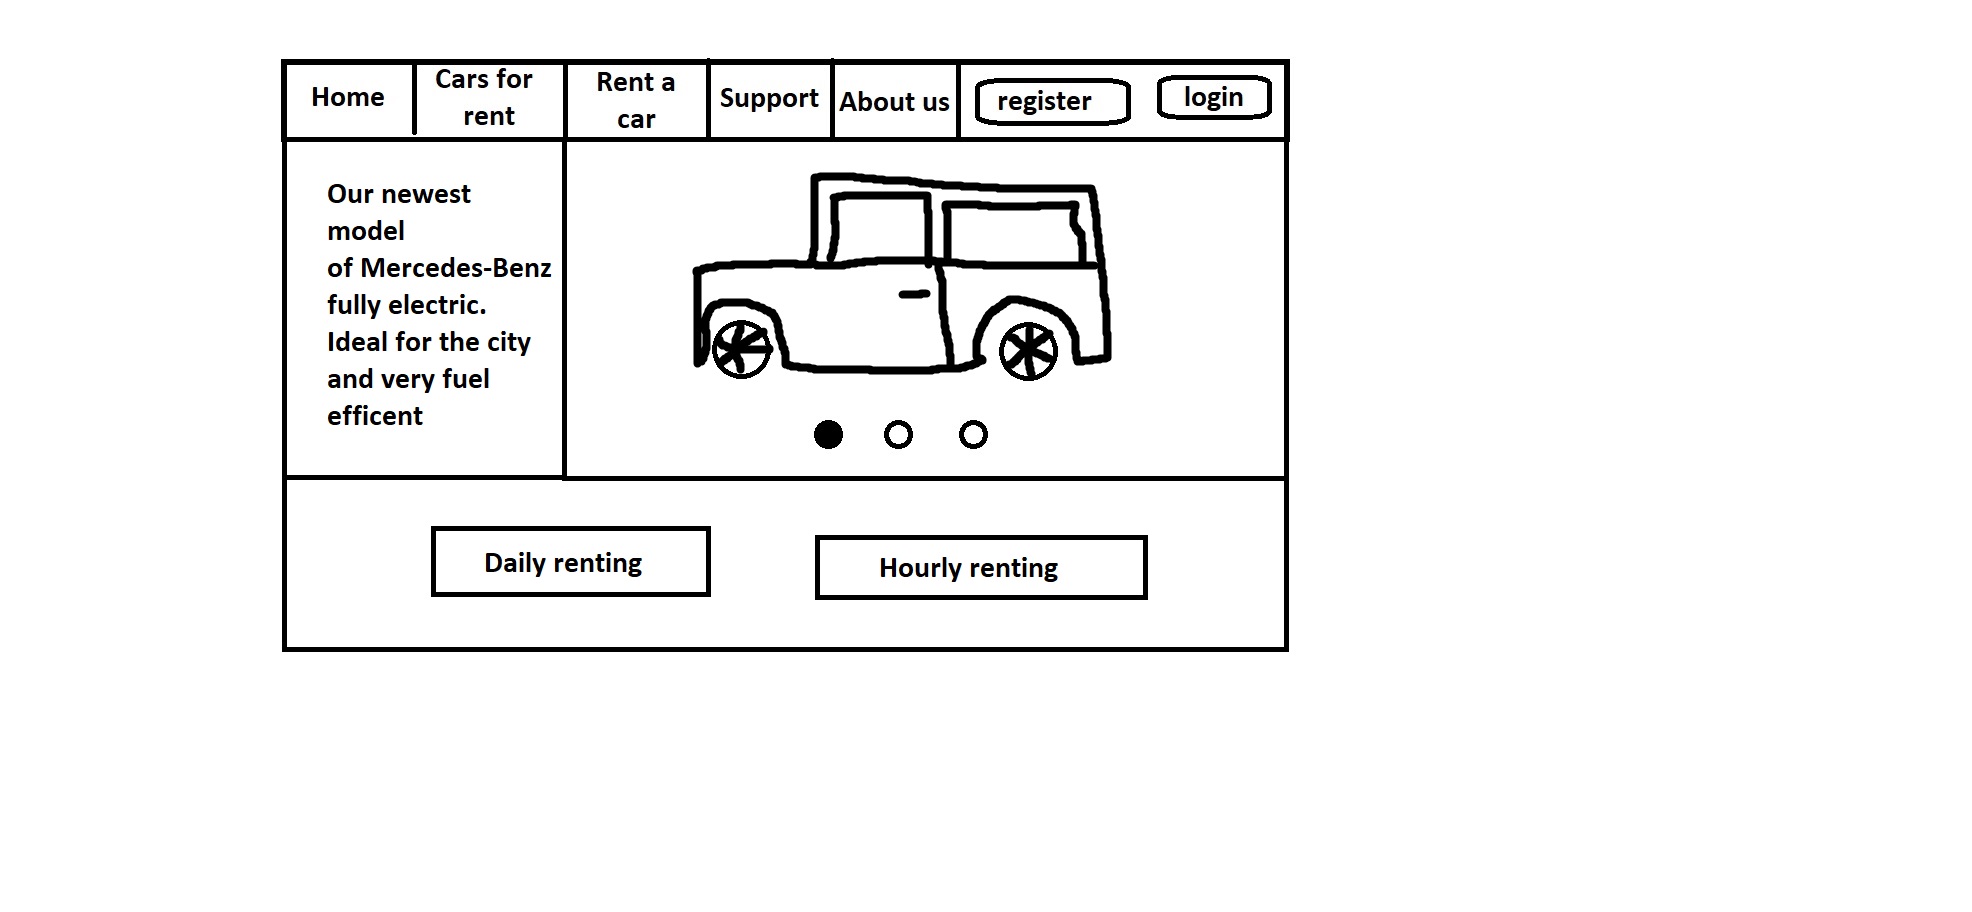 Home
Cars for
rent
Rent a
car
Support
About us
register
login
Our newest
model
of Mercedes-Benz
fully electric.
Ideal for the city
and very fuel
efficent
Daily renting
Hourly renting